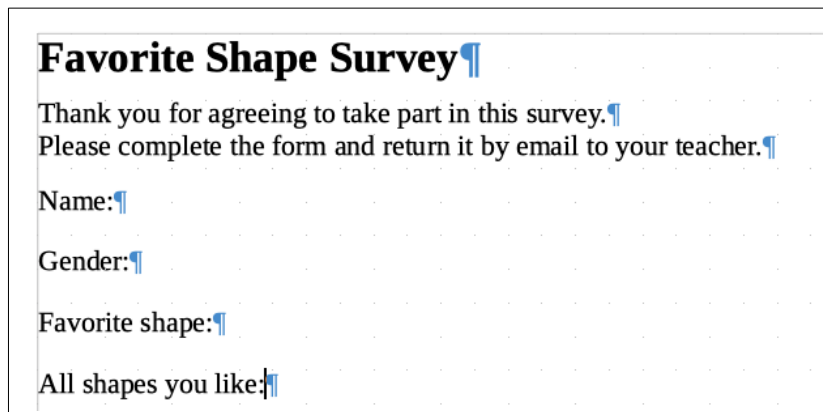 Favorite Shape Survey¶
Thank you for agreeing to take part in this survey.¶
Please complete the form and return it by email to your teacher.¶
Name:¶
Gender:¶
Favorite shape:¶
All shapes you like:¶